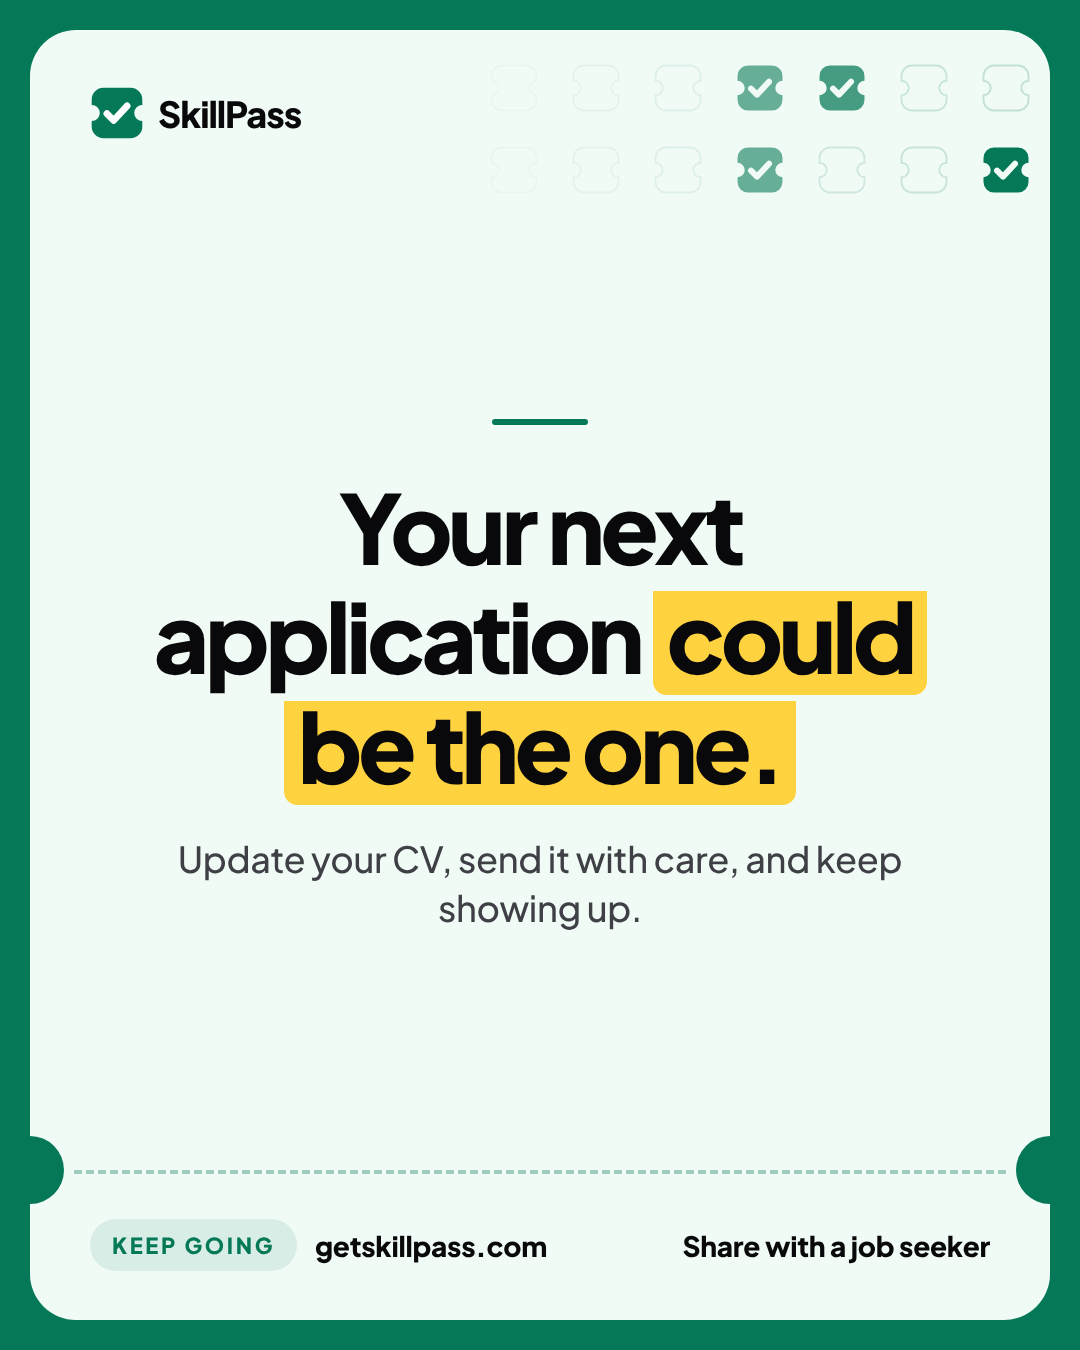 SkillPass
Your next
application could
be the one.
Update your CV, send it with care, and keep
showing up.
KEEP GOING
getskillpass.com
Share with a job seeker